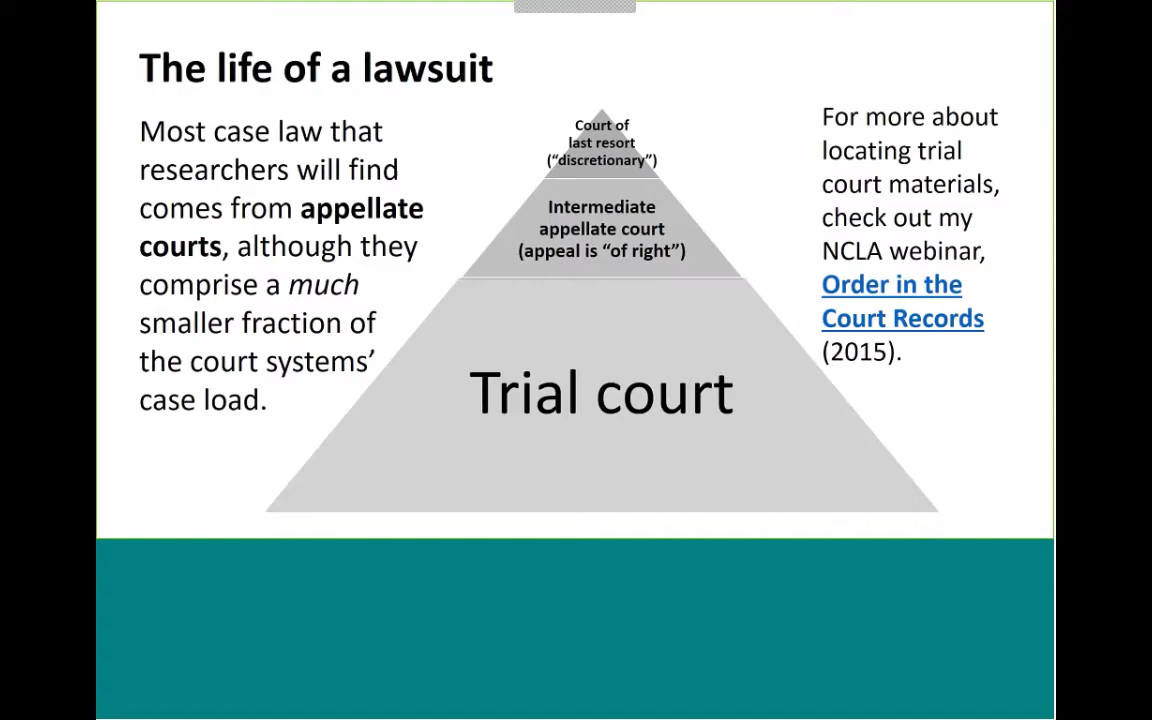 The life of a lawsuit
Most case law that
researchers will find
comes from appellate
courts, although they
comprise a much
smaller fraction of
the court systems’
case load.
Court of
last resort
(“discretionary”)
Intermediate
appellate court
(appeal is “of right”)
Trial court
For more about
locating trial
court materials,
check out my
NCLA webinar,
Order in the
Court Records
(2015).